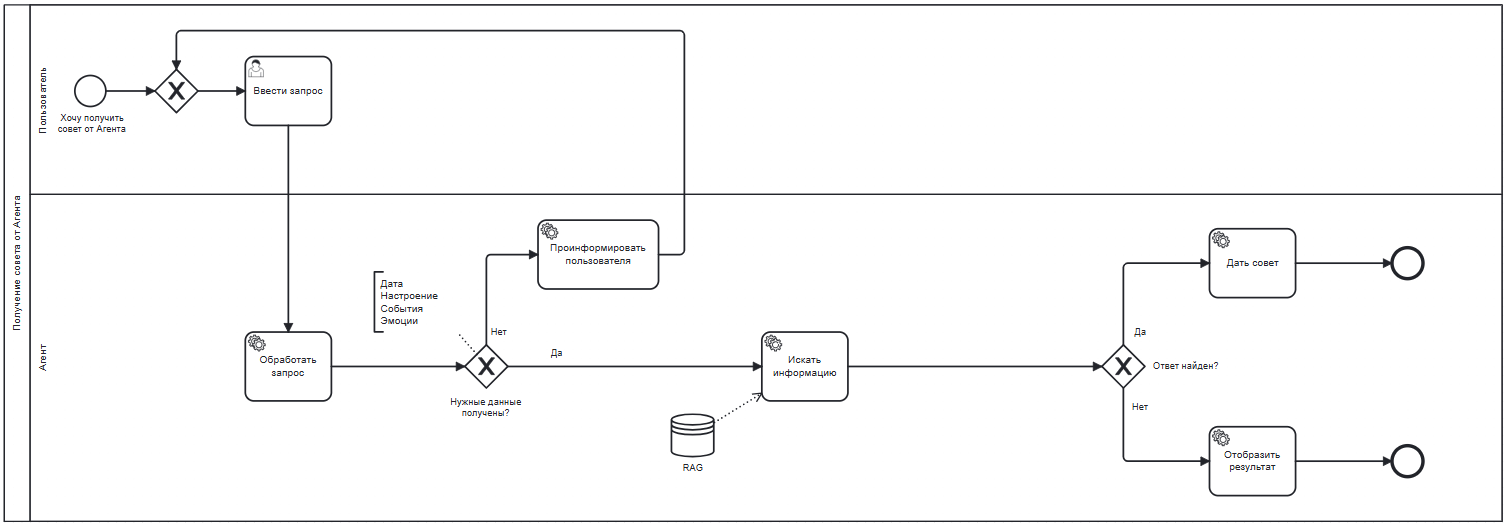 Получение совета от Агента
Пользователь
Хочу получить
совет от Агента
X
Ввести запрос
Агент
Обработать
запрос
Дата
Настроение
События
Эмоции
X
Нужные данные
получены?
Нет
Проинформировать
пользователя
Да
Искать
информацию
RAG
X
Ответ найден?
Да
Дать совет
Нет
Отобразить
результат